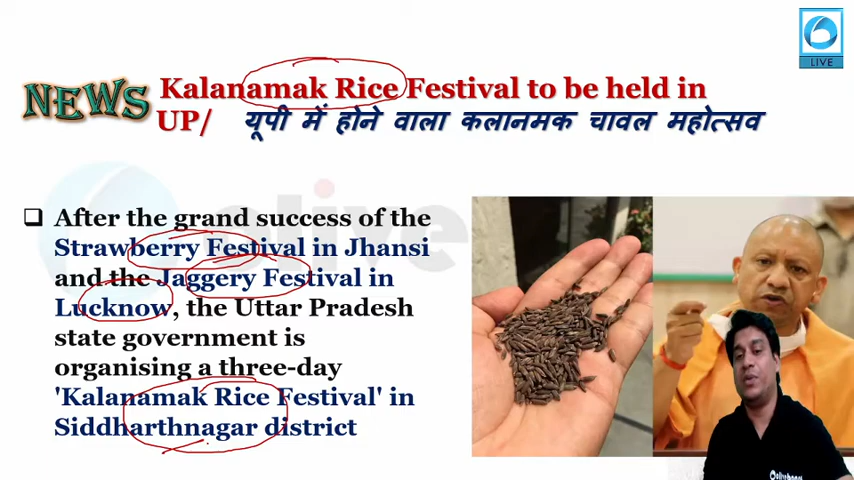 LIVE
NEWS Kalanamak Rice Festival to be held in
UP/ यूपी में होने वाला कलानमक चावल महोत्सव
After the grand success of the
Strawberry Festival in Jhansi
and the Jaggery Festival in
Lucknow, the Uttar Pradesh
state government is
organising a three-day
'Kalanamak Rice Festival' in
Siddharthnagar district